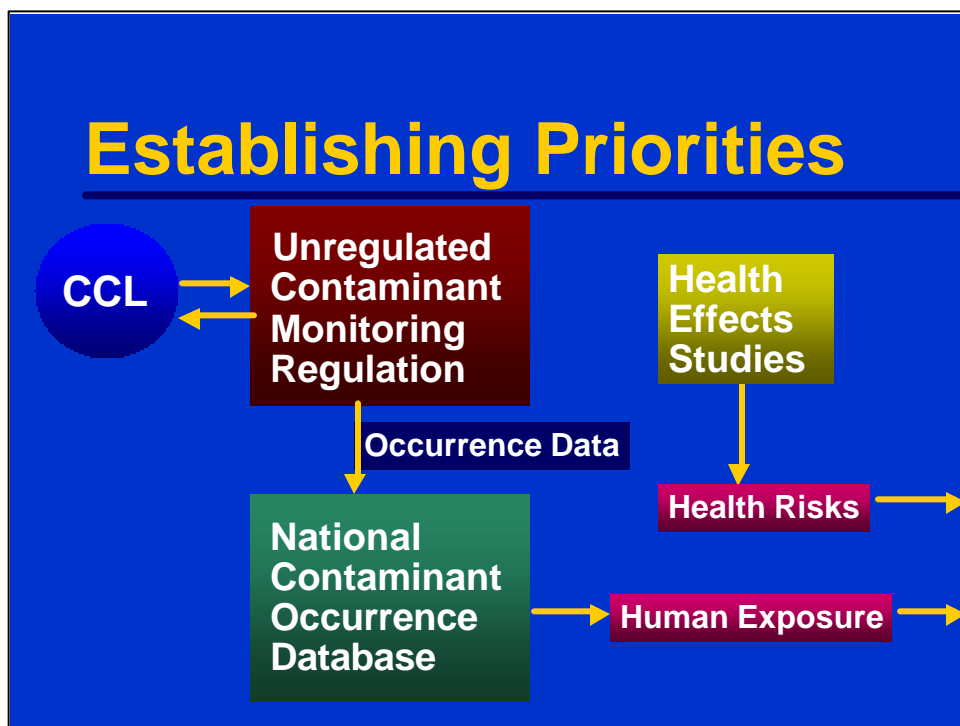 Establishing Priorities
CCL
Unregulated
Contaminant
Monitoring
Regulation
Health
Effects
Studies
Occurrence Data
Health Risks
National
Contaminant
Occurrence
Database
Human Exposure